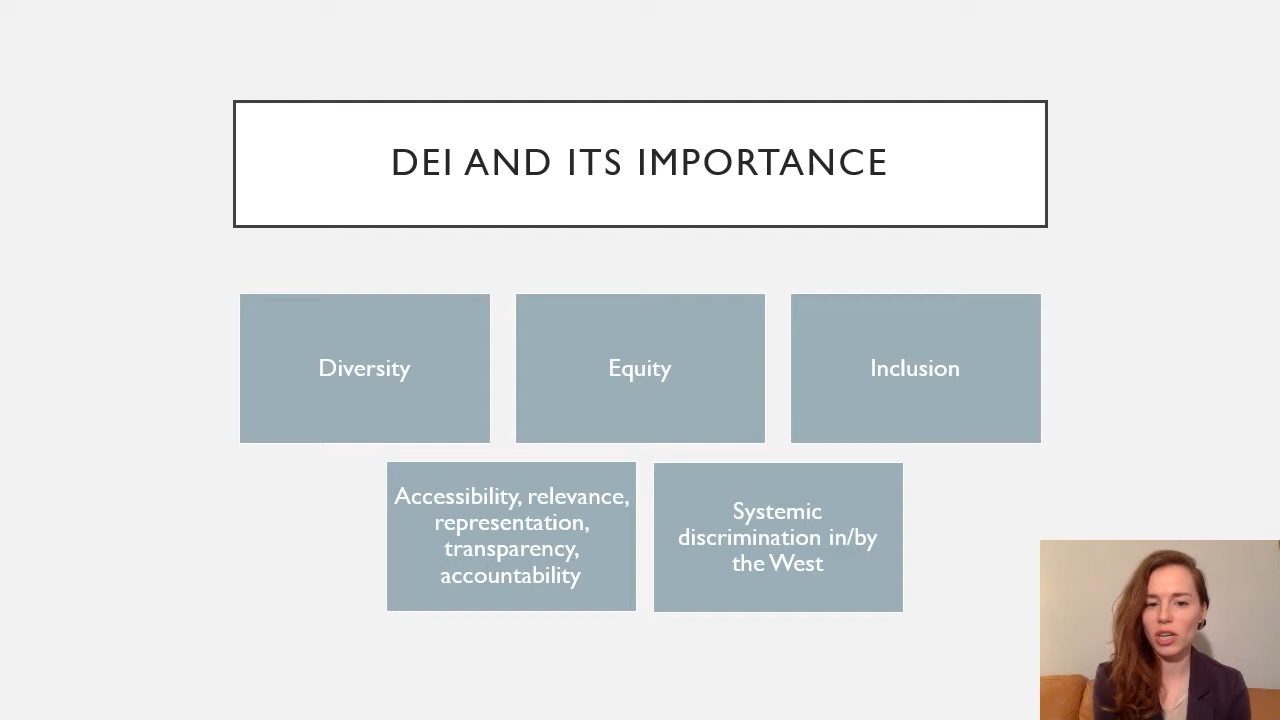 DEI AND ITS IMPORTANCE
Diversity
Equity
Inclusion
Accessibility, relevance,
representation,
transparency,
accountability
Systemic
discrimination in/by
the West